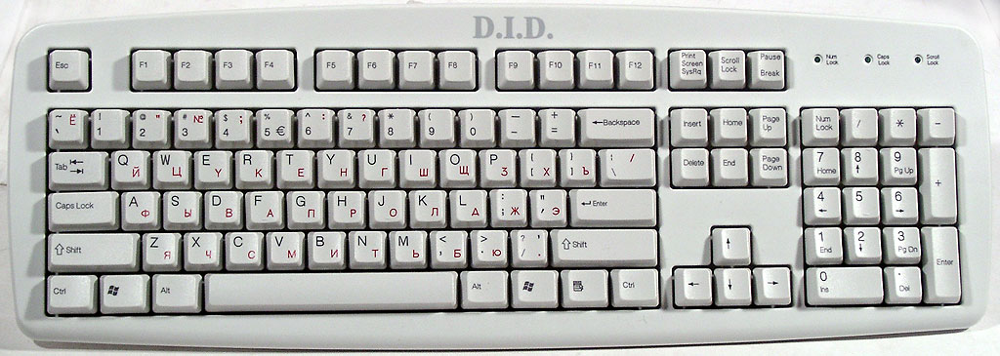 D.I.D.
Esc F1 F2 F3 F4 F5 F6 F7 F8 F9 F10 F11 F12 Print Screen SysRq Scroll Lock Pause Break Num Lock Caps Lock Scroll Lock
~ ` Ё ! 1 @ " 2 # № 3 $ ; 4 % 5 € ^ : 6 & ? 7 * 8 ( 9 ) 0 — – + = ←Backspace Insert Home Page Up Num Lock / * –
Tab Q Й W Ц E У R К T Е Y Н U Г I Ш O Щ P З { [ Х } ] Ъ | \ / Delete End Page Down 7 Home 8 ↑ 9 Pg Up +
Caps Lock A Ф S Ы D В F А G П H Р J О K Л L Д : ; Ж " ' Э ↵ Enter 4 ← 5 6 →
⇧ Shift Z Я X Ч C С V М B И N Т M Ь < , Б > . Ю ? / , . ⇧ Shift ↑ 1 End 2 ↓ 3 Pg Dn Enter
Ctrl Alt Alt Ctrl ← ↓ → 0 Ins . Del